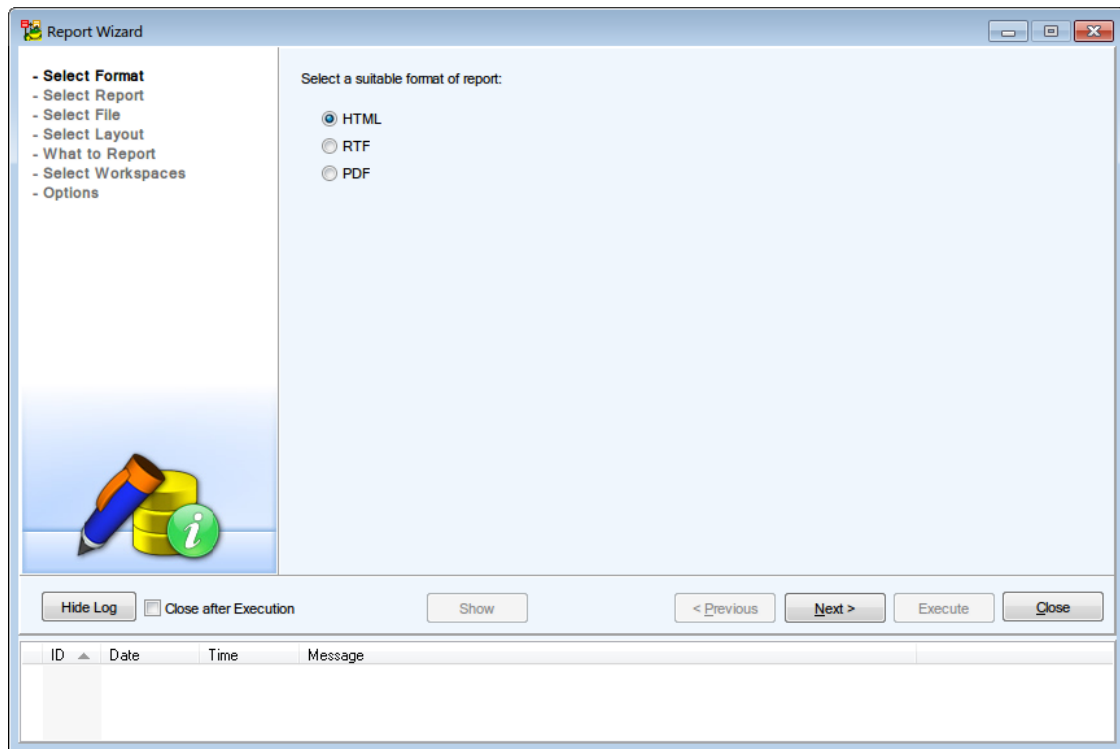 Report Wizard
- Select Format
- Select Report
- Select File
- Select Layout
- What to Report
- Select Workspaces
- Options
Select a suitable format of report:
HTML
RTF
PDF
Hide Log Close after Execution Show < Previous Next > Execute Close
ID Date Time Message